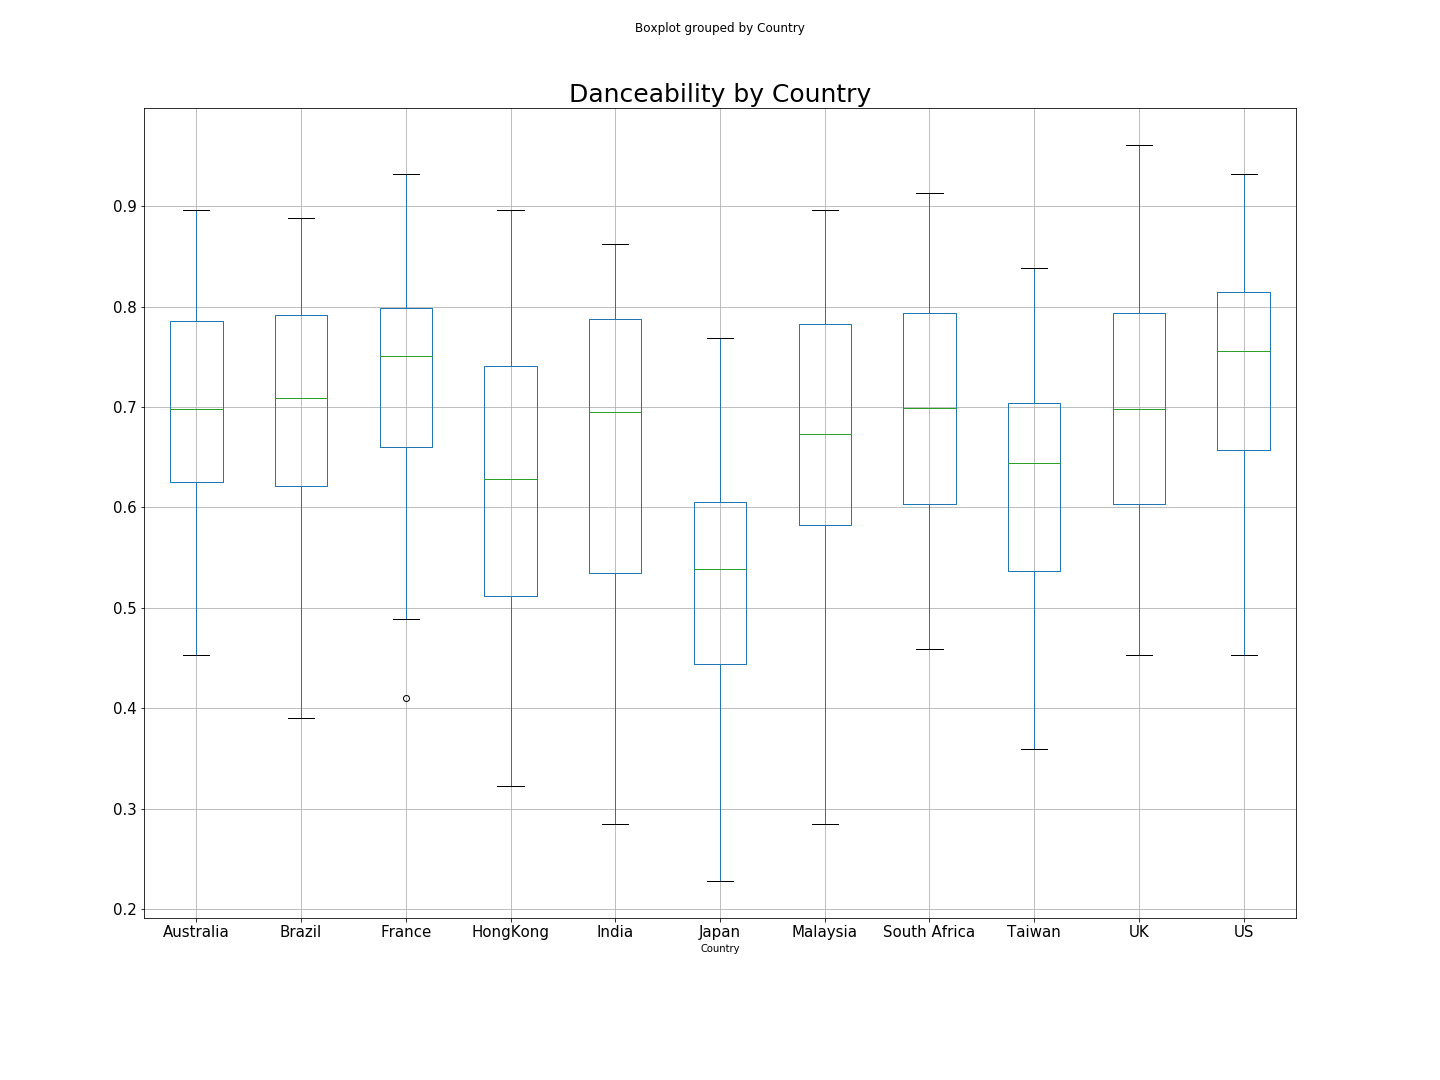 Boxplot grouped by Country
Danceability by Country
0.9
0.8
0.7
0.6
0.5
0.4
0.3
0.2
Australia Brazil France HongKong India Japan Malaysia South Africa Taiwan UK US
Country